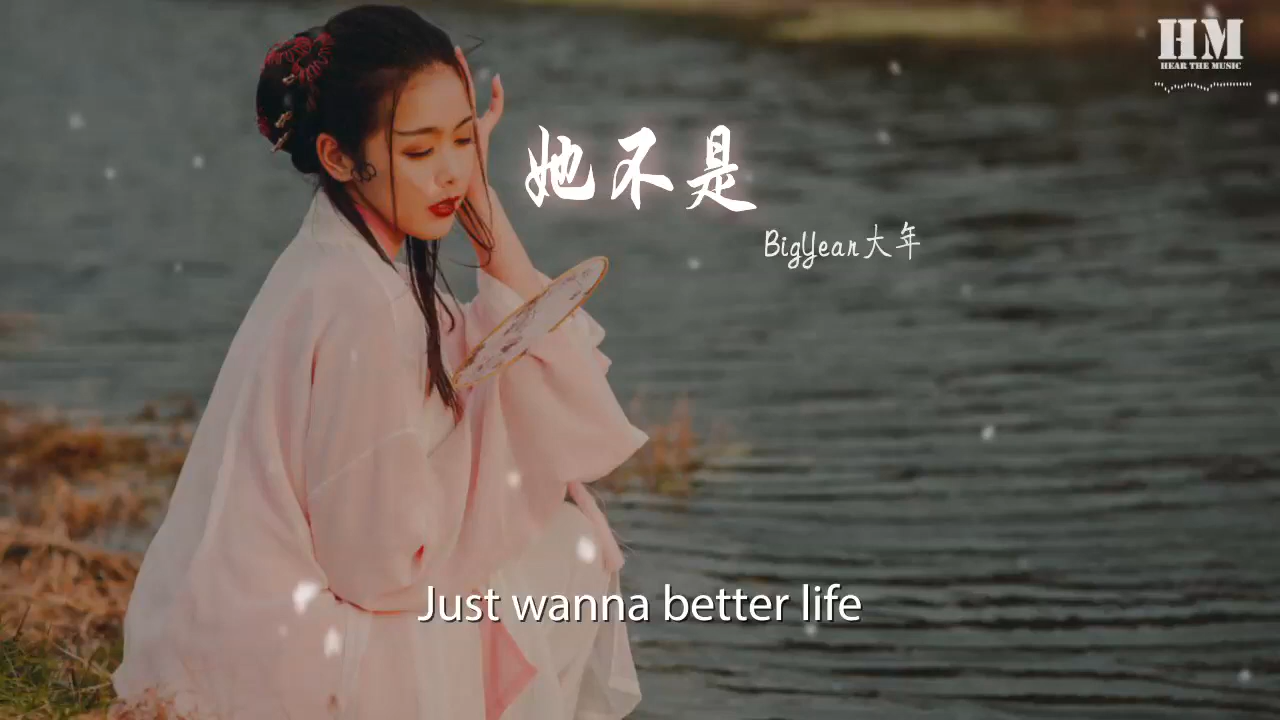 HM
HEAR THE MUSIC
她不是
BigYear大年
Just wanna better life